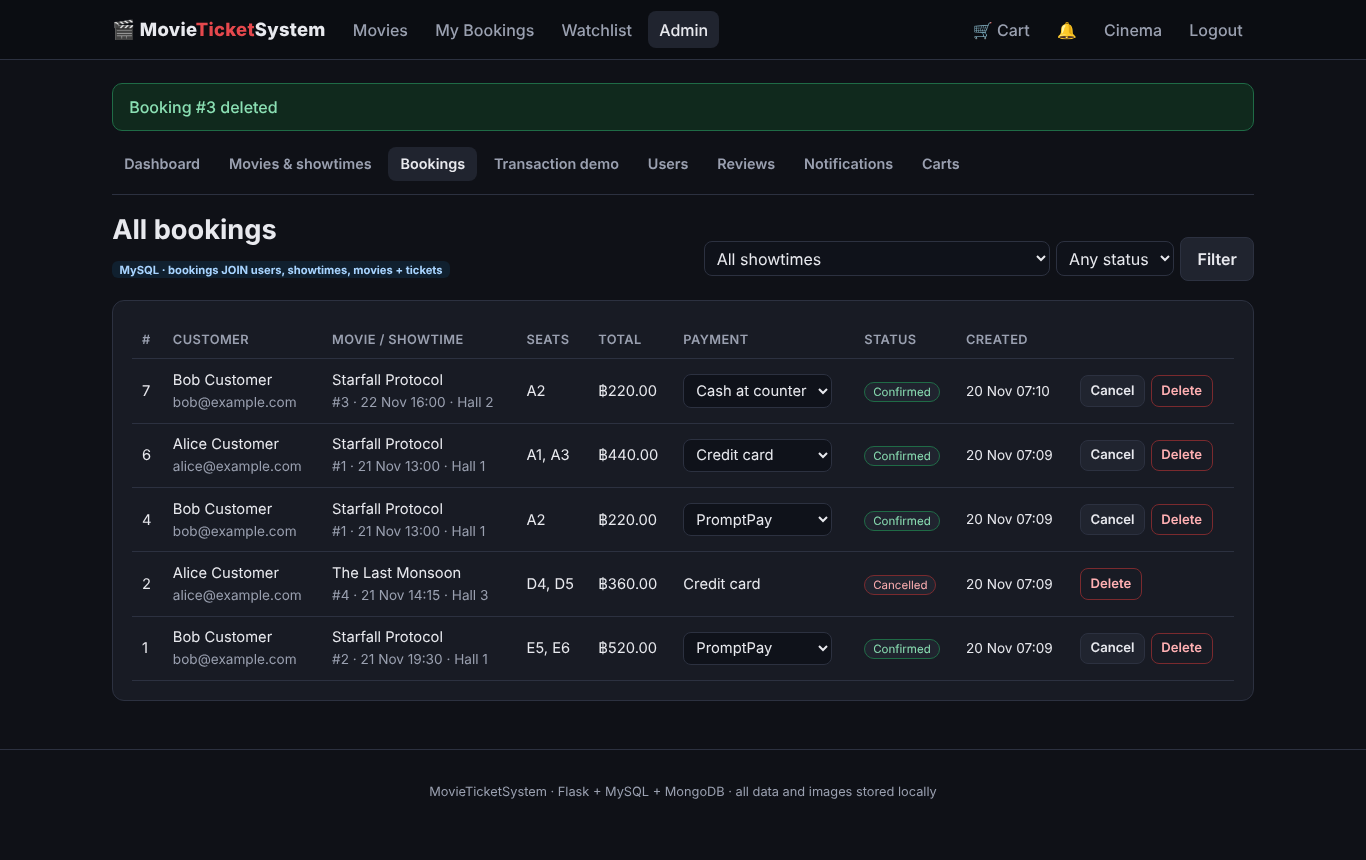 🎬 MovieTicketSystem Movies My Bookings Watchlist Admin 🛒 Cart 🔔 Cinema Logout
Booking #3 deleted
Dashboard Movies & showtimes Bookings Transaction demo Users Reviews Notifications Carts
All bookings
MySQL · bookings JOIN users, showtimes, movies + tickets
All showtimes Any status Filter
# CUSTOMER MOVIE / SHOWTIME SEATS TOTAL PAYMENT STATUS CREATED
7 Bob Customer Starfall Protocol A2 ฿220.00 Cash at counter Confirmed 20 Nov 07:10 Cancel Delete
bob@example.com #3 · 22 Nov 16:00 · Hall 2
6 Alice Customer Starfall Protocol A1, A3 ฿440.00 Credit card Confirmed 20 Nov 07:09 Cancel Delete
alice@example.com #1 · 21 Nov 13:00 · Hall 1
4 Bob Customer Starfall Protocol A2 ฿220.00 PromptPay Confirmed 20 Nov 07:09 Cancel Delete
bob@example.com #1 · 21 Nov 13:00 · Hall 1
2 Alice Customer The Last Monsoon D4, D5 ฿360.00 Credit card Cancelled 20 Nov 07:09 Delete
alice@example.com #4 · 21 Nov 14:15 · Hall 3
1 Bob Customer Starfall Protocol E5, E6 ฿520.00 PromptPay Confirmed 20 Nov 07:09 Cancel Delete
bob@example.com #2 · 21 Nov 19:30 · Hall 1
MovieTicketSystem · Flask + MySQL + MongoDB · all data and images stored locally